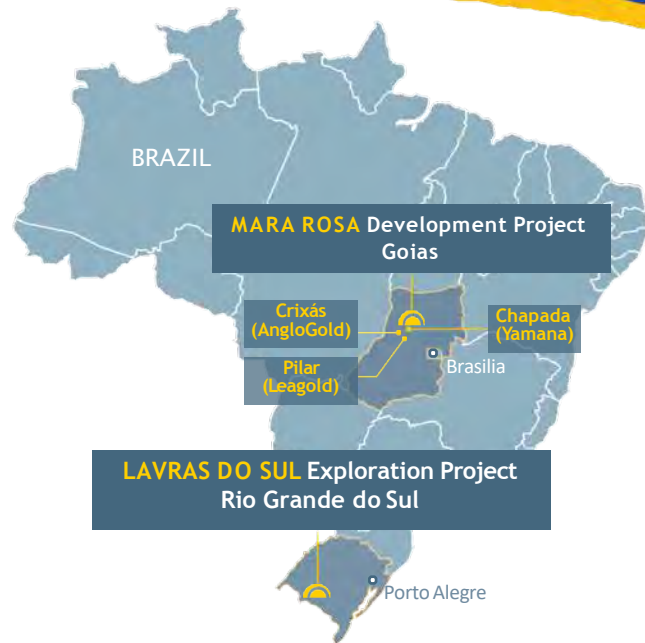 BRAZIL
MARA ROSA Development Project
Goias
Crixás
(AngloGold)
Chapada
(Yamana)
Pilar
(Leagold)
Brasilia
LAVRAS DO SUL Exploration Project
Rio Grande do Sul
Porto Alegre